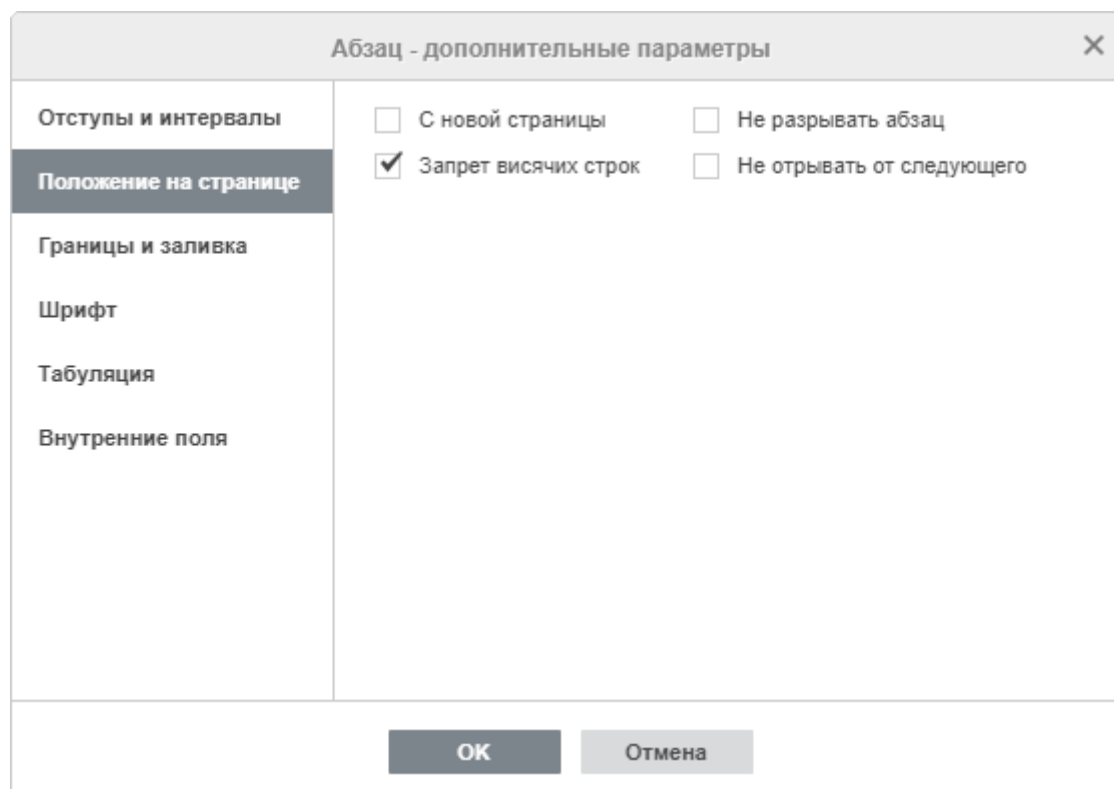 Абзац - дополнительные параметры
Отступы и интервалы
Положение на странице
Границы и заливка
Шрифт
Табуляция
Внутренние поля
С новой страницы
Не разрывать абзац
Запрет висячих строк
Не отрывать от следующего
OK
Отмена